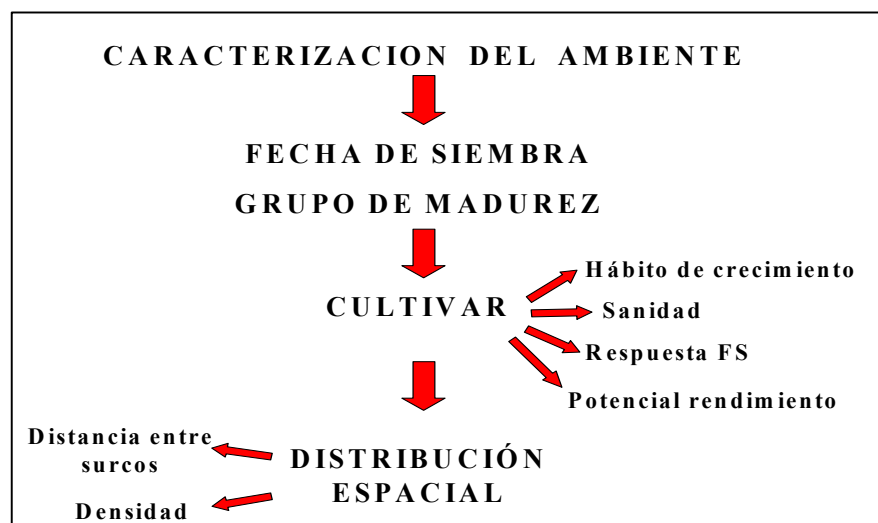 CARACTERIZACION DEL AMBIENTE
FECHA DE SIEMBRA
GRUPO DE MADUREZ
CULTIVAR
Hábito de crecimiento
Sanidad
Respuesta FS
Potencial rendimiento
Distancia entre
surcos
Densidad
DISTRIBUCIÓN
ESPACIAL